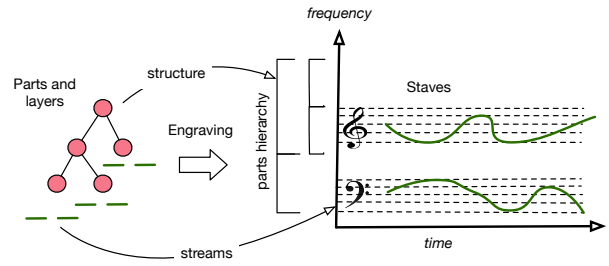 frequency
Parts and
layers
structure
Staves
Engraving
parts hierarchy
streams
time